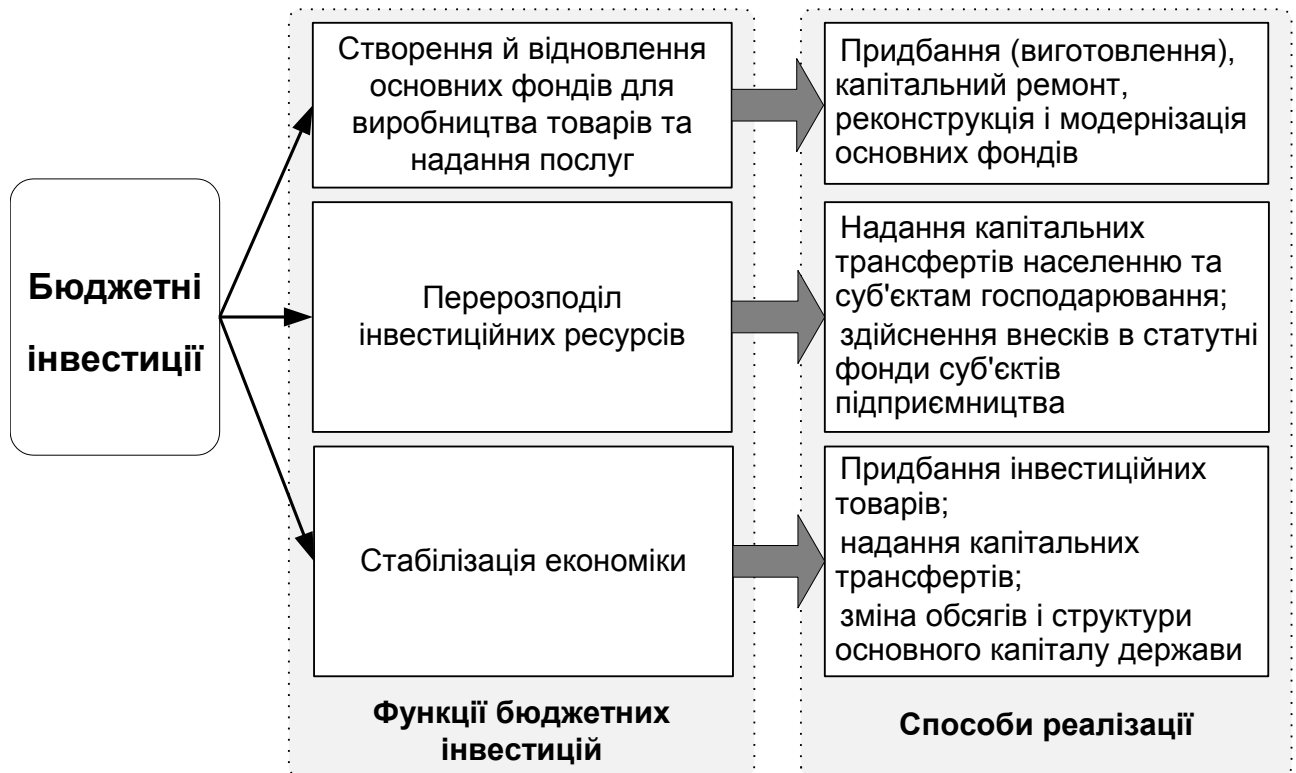 Бюджетні
інвестиції
Створення й відновлення
основних фондів для
виробництва товарів та
надання послуг
Придбання (виготовлення),
капітальний ремонт,
реконструкція і модернізація
основних фондів
Перерозподіл
інвестиційних ресурсів
Надання капітальних
трансфертів населенню та
суб'єктам господарювання;
здійснення внесків в статутні
фонди суб'єктів
підприємництва
Стабілізація економіки
Придбання інвестиційних
товарів;
надання капітальних
трансфертів;
зміна обсягів і структури
основного капіталу держави
Функції бюджетних
інвестицій
Способи реалізації